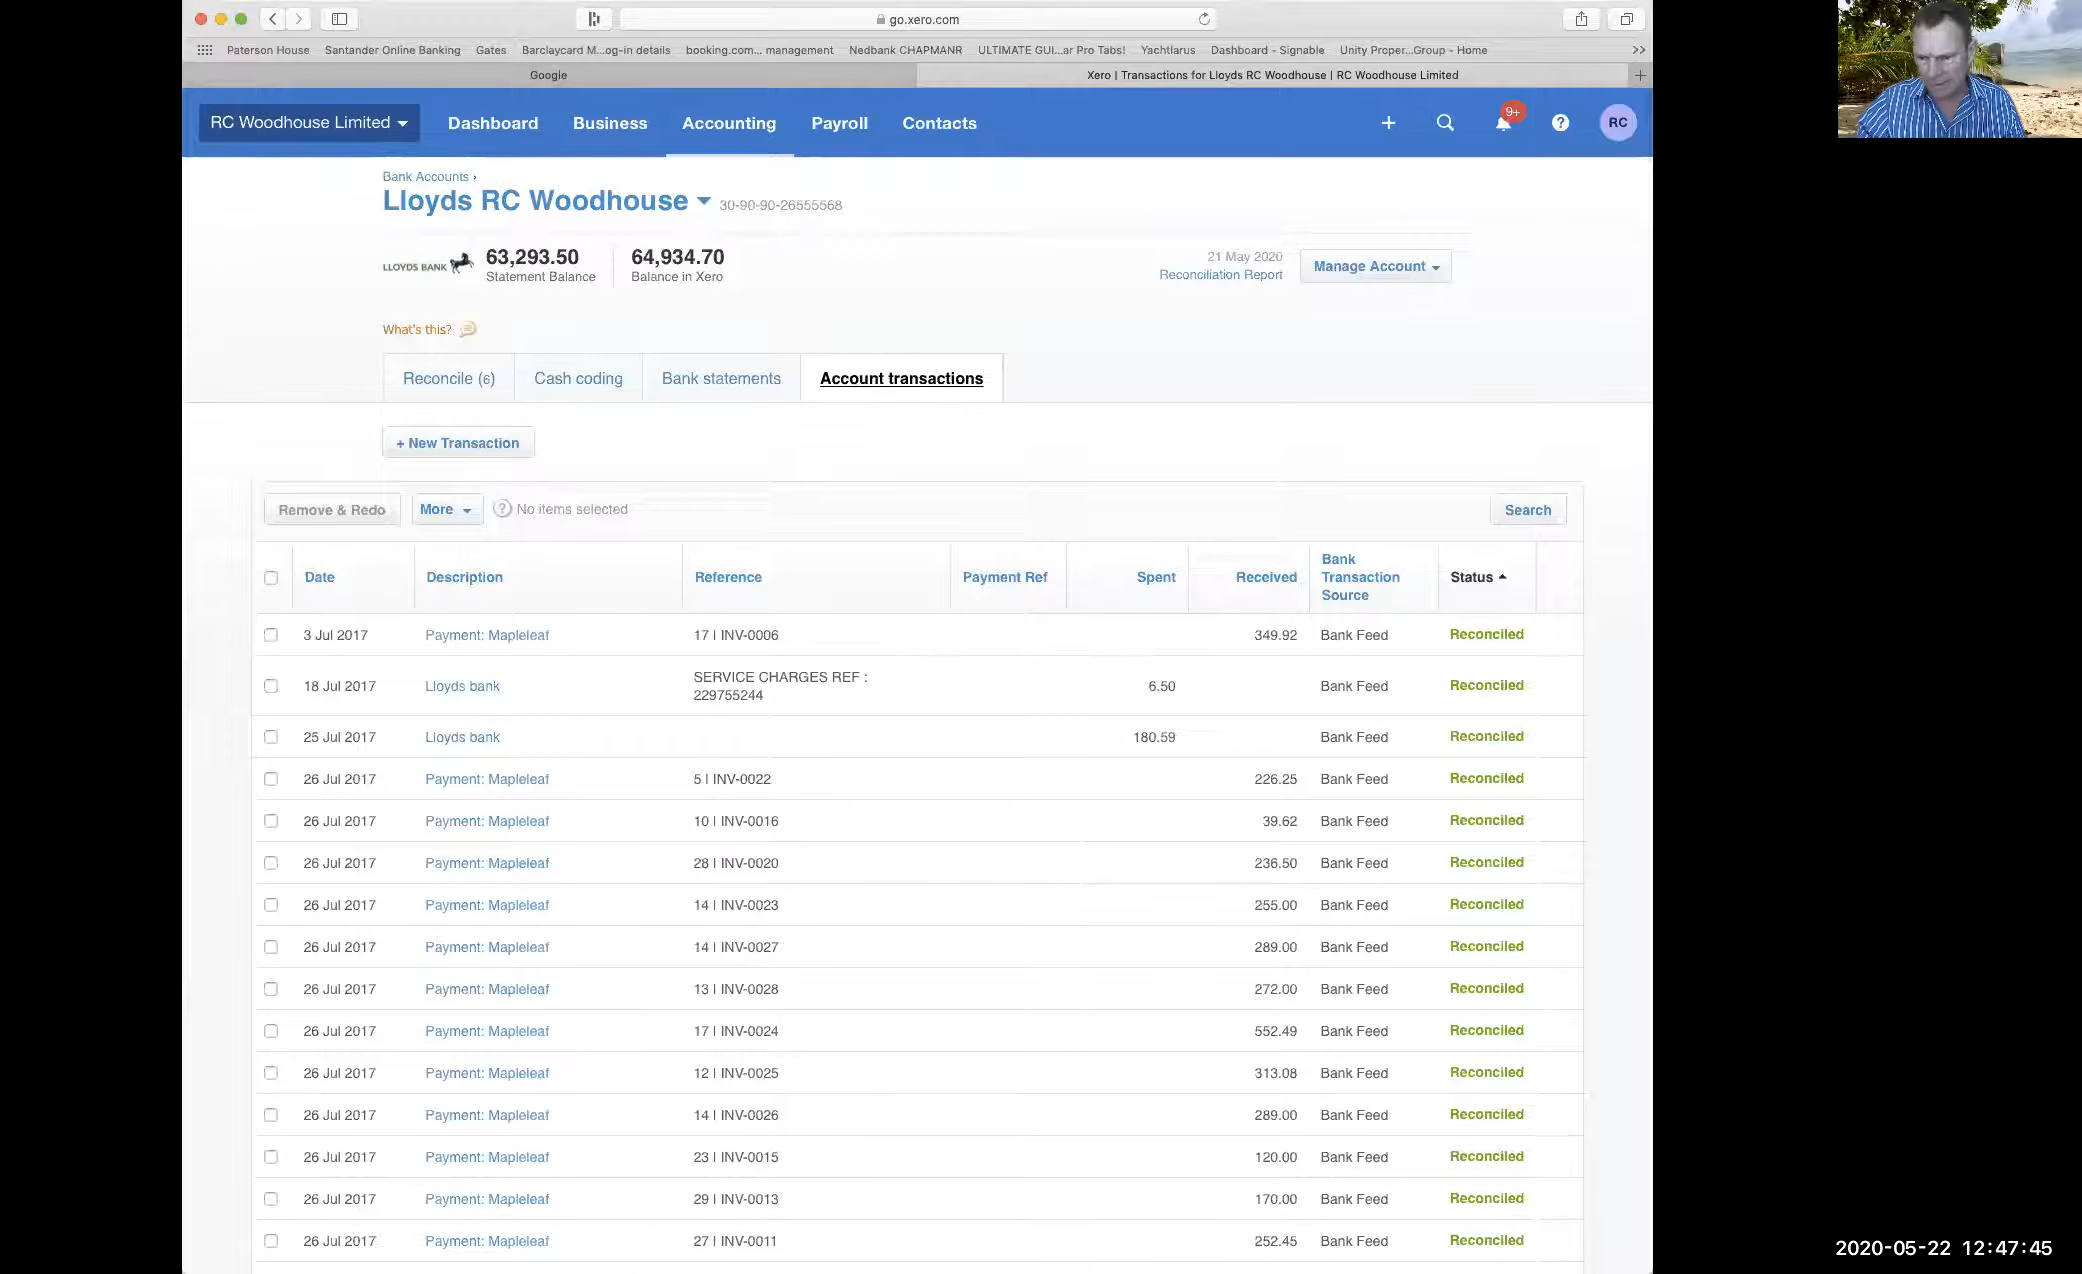 go.xero.com
Paterson House Santander Online Banking Gates Barclaycard M...og-in details booking.com... management Nedbank CHAPMANR ULTIMATE GUI...ar Pro Tabs! Yachtlarus Dashboard - Signable Unity Proper...Group - Home >>
Google Xero | Transactions for Lloyds RC Woodhouse | RC Woodhouse Limited +
RC Woodhouse Limited Dashboard Business Accounting Payroll Contacts + 9+ ? RC
Bank Accounts ›
Lloyds RC Woodhouse 30-90-90-26555568
LLOYDS BANK 63,293.50 64,934.70 21 May 2020 Manage Account
Statement Balance Balance in Xero Reconciliation Report
What's this?
Reconcile (6) Cash coding Bank statements Account transactions
+ New Transaction
Remove & Redo More ? No items selected Search
Date Description Reference Payment Ref Spent Received Bank Transaction Source Status
3 Jul 2017 Payment: Mapleleaf 17 | INV-0006 349.92 Bank Feed Reconciled
18 Jul 2017 Lloyds bank SERVICE CHARGES REF : 229755244 6.50 Bank Feed Reconciled
25 Jul 2017 Lloyds bank 180.59 Bank Feed Reconciled
26 Jul 2017 Payment: Mapleleaf 5 | INV-0022 226.25 Bank Feed Reconciled
26 Jul 2017 Payment: Mapleleaf 10 | INV-0016 39.62 Bank Feed Reconciled
26 Jul 2017 Payment: Mapleleaf 28 | INV-0020 236.50 Bank Feed Reconciled
26 Jul 2017 Payment: Mapleleaf 14 | INV-0023 255.00 Bank Feed Reconciled
26 Jul 2017 Payment: Mapleleaf 14 | INV-0027 289.00 Bank Feed Reconciled
26 Jul 2017 Payment: Mapleleaf 13 | INV-0028 272.00 Bank Feed Reconciled
26 Jul 2017 Payment: Mapleleaf 17 | INV-0024 552.49 Bank Feed Reconciled
26 Jul 2017 Payment: Mapleleaf 12 | INV-0025 313.08 Bank Feed Reconciled
26 Jul 2017 Payment: Mapleleaf 14 | INV-0026 289.00 Bank Feed Reconciled
26 Jul 2017 Payment: Mapleleaf 23 | INV-0015 120.00 Bank Feed Reconciled
26 Jul 2017 Payment: Mapleleaf 29 | INV-0013 170.00 Bank Feed Reconciled
26 Jul 2017 Payment: Mapleleaf 27 | INV-0011 252.45 Bank Feed Reconciled
2020-05-22 12:47:45